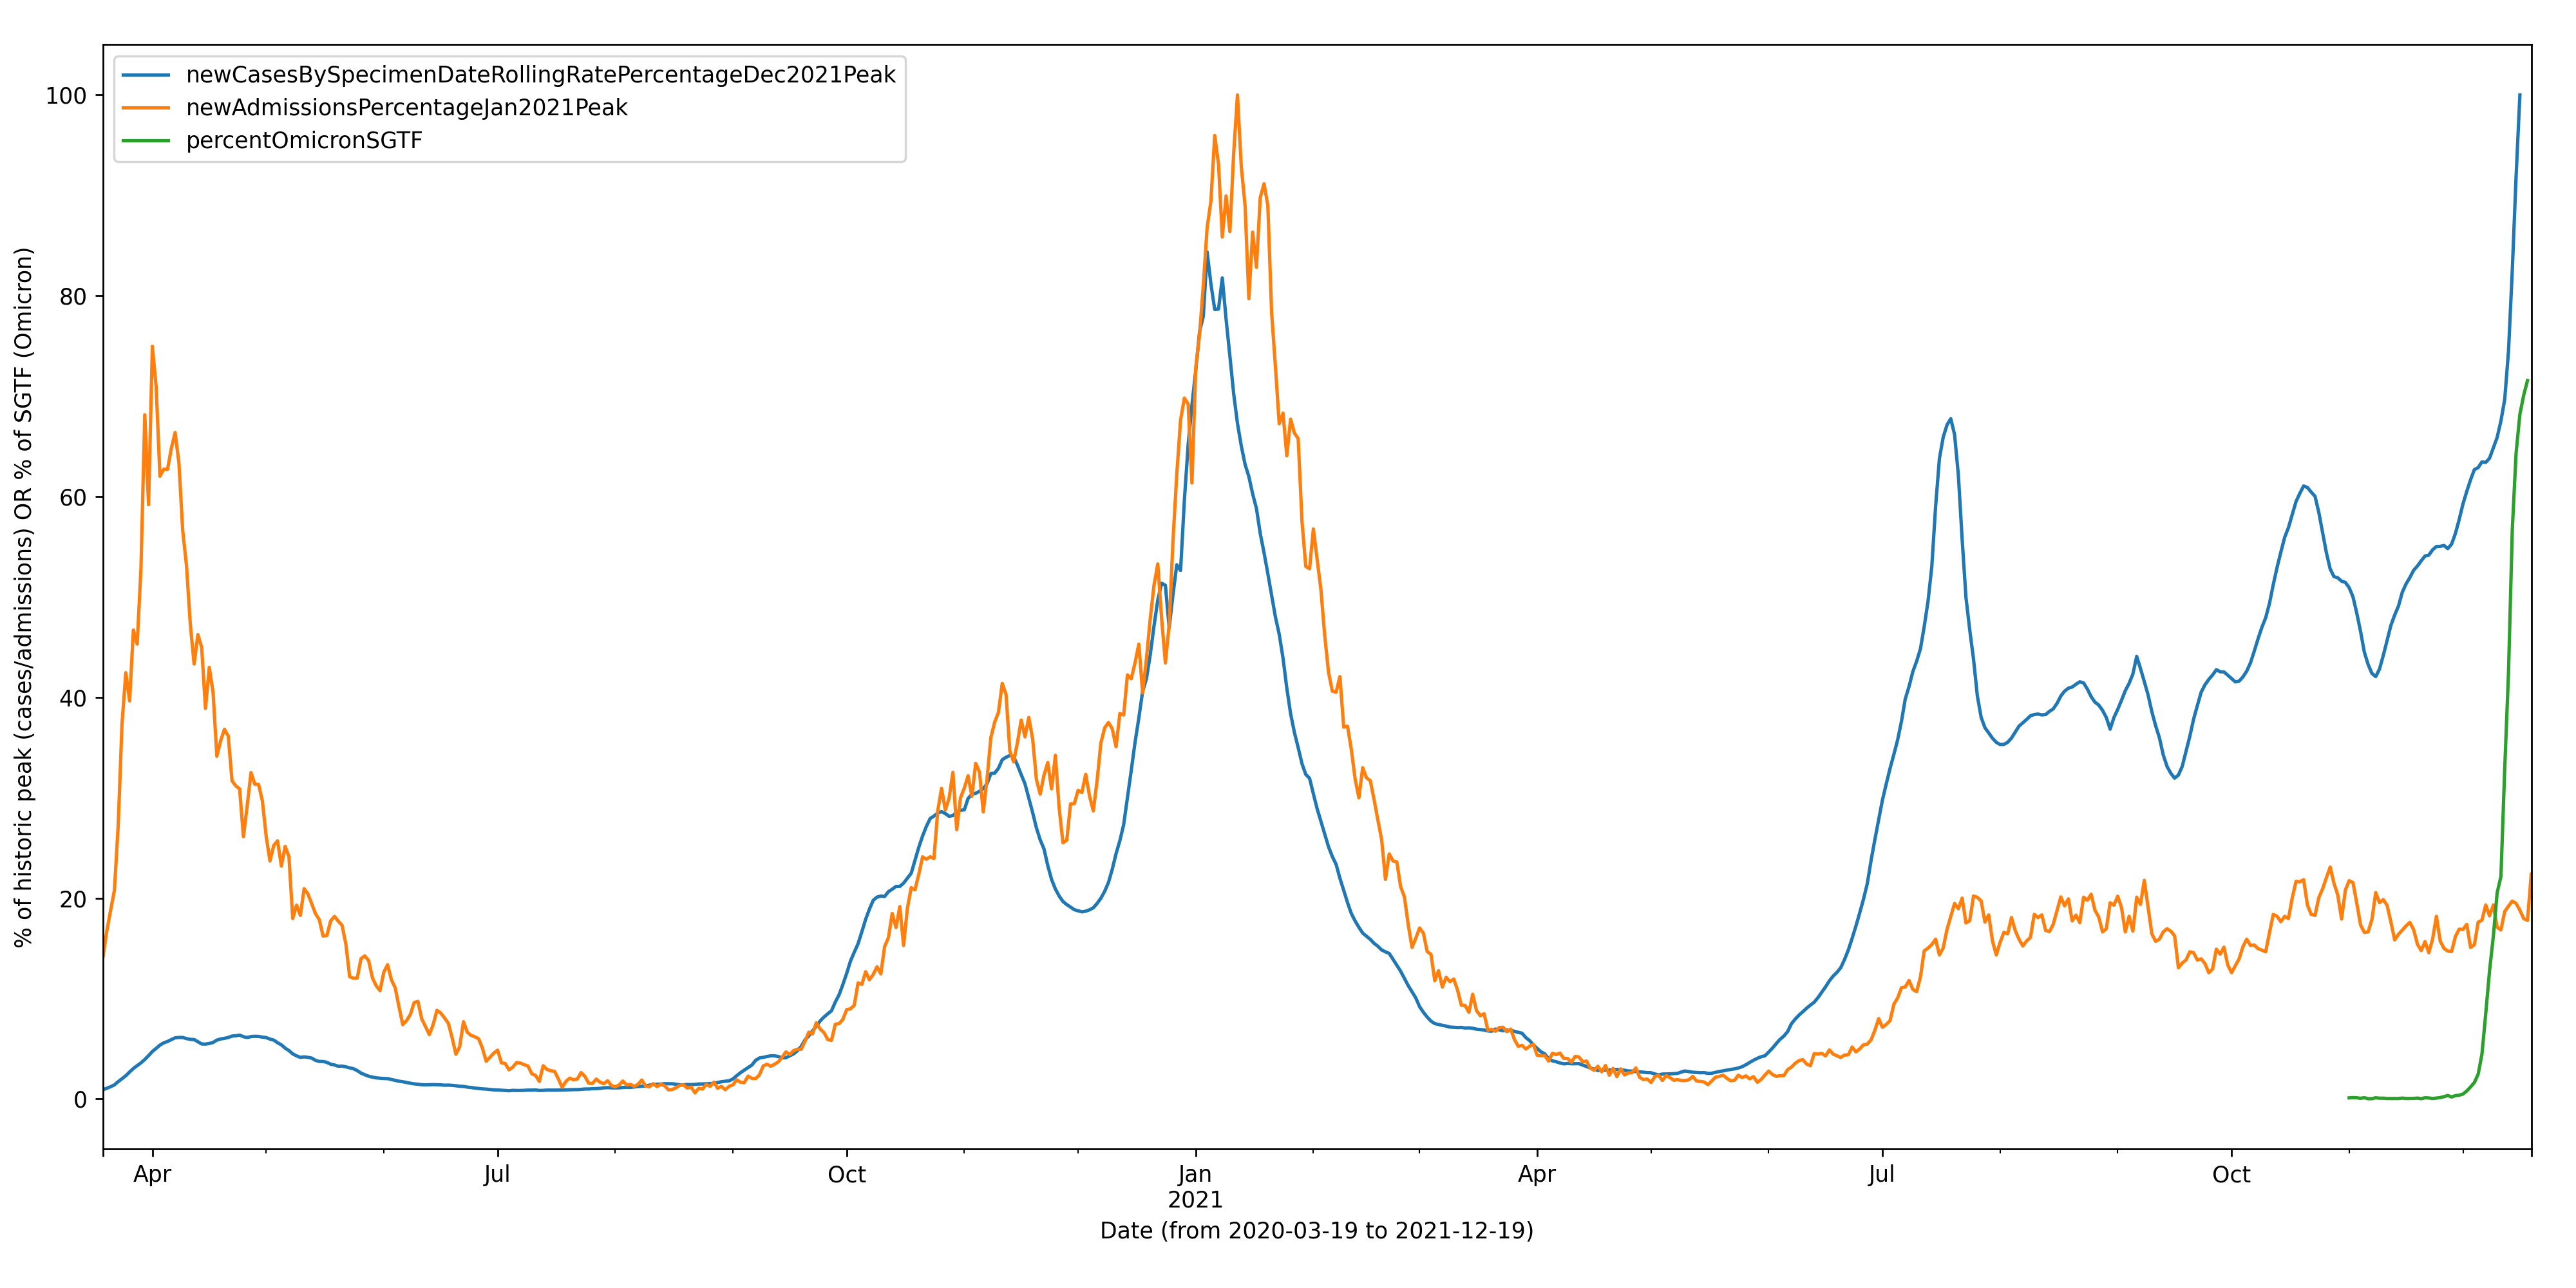 newCasesBySpecimenDateRollingRatePercentageDec2021Peak
newAdmissionsPercentageJan2021Peak
percentOmicronSGTF
% of historic peak (cases/admissions) OR % of SGTF (Omicron)
100
80
60
40
20
0
Apr Jul Oct Jan Apr Jul Oct
2021
Date (from 2020-03-19 to 2021-12-19)